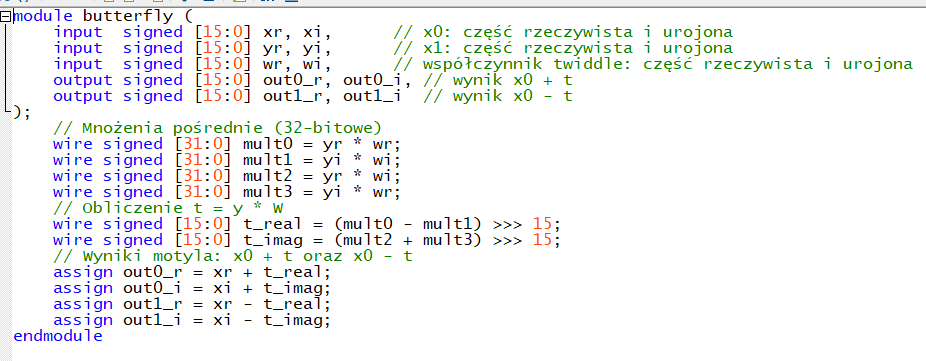 module butterfly (
    input  signed [15:0] xr, xi,       // x0: część rzeczywista i urojona
    input  signed [15:0] yr, yi,       // x1: część rzeczywista i urojona
    input  signed [15:0] wr, wi,       // współczynnik twiddle: część rzeczywista i urojona
    output signed [15:0] out0_r, out0_i, // wynik x0 + t
    output signed [15:0] out1_r, out1_i  // wynik x0 - t
);
    // Mnożenia pośrednie (32-bitowe)
    wire signed [31:0] mult0 = yr * wr;
    wire signed [31:0] mult1 = yi * wi;
    wire signed [31:0] mult2 = yr * wi;
    wire signed [31:0] mult3 = yi * wr;
    // Obliczenie t = y * W
    wire signed [15:0] t_real = (mult0 - mult1) >>> 15;
    wire signed [15:0] t_imag = (mult2 + mult3) >>> 15;
    // Wyniki motyla: x0 + t oraz x0 - t
    assign out0_r = xr + t_real;
    assign out0_i = xi + t_imag;
    assign out1_r = xr - t_real;
    assign out1_i = xi - t_imag;
endmodule